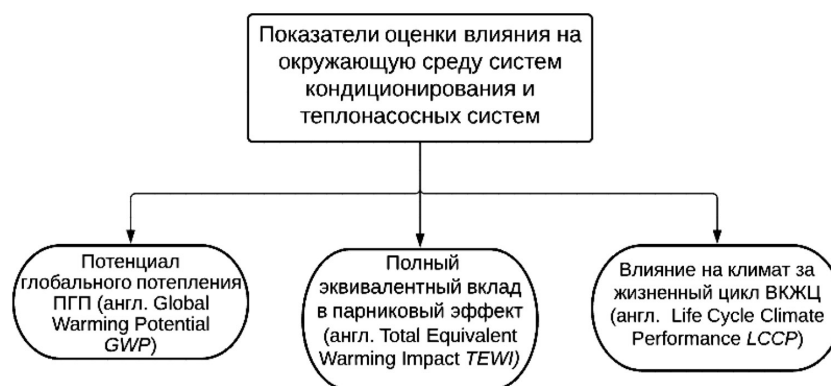 Показатели оценки влияния на
окружающую среду систем
кондиционирования и
теплонасосных систем
Потенциал
глобального потепления
ПГП (англ. Global
Warming Potential
GWP)
Полный
эквивалентный вклад
в парниковый эффект
(англ. Total Equivalent
Warming Impact TEWI)
Влияние на климат за
жизненный цикл ВКЖЦ
(англ. Life Cycle Climate
Performance LCCP)